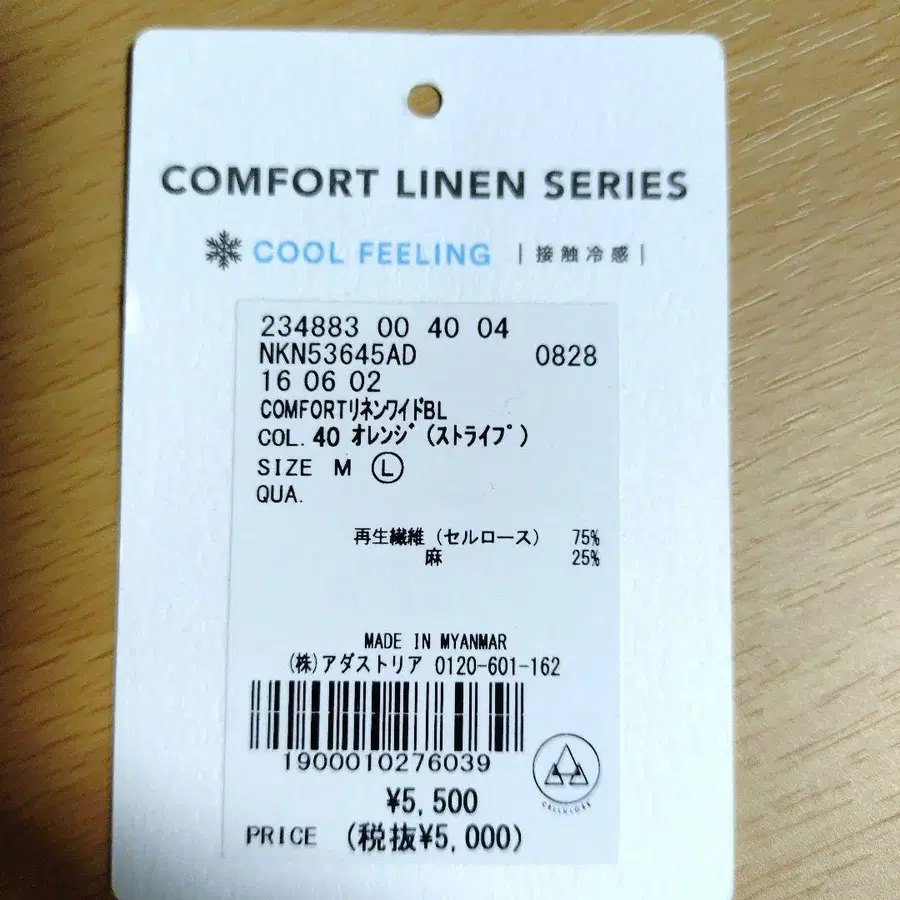 COMFORT LINEN SERIES
COOL FEELING | 接触冷感 |
234883 00 40 04
NKN53645AD 0828
16 06 02
COMFORTリネンワイドBL
COL. 40 オレンジ (ストライプ)
SIZE M Ⓛ
QUA.
再生繊維 (セルロース) 75%
麻 25%
MADE IN MYANMAR
(株)アダストリア 0120-601-162
1900010276039
CELLULOSE
¥5,500
PRICE (税抜¥5,000)